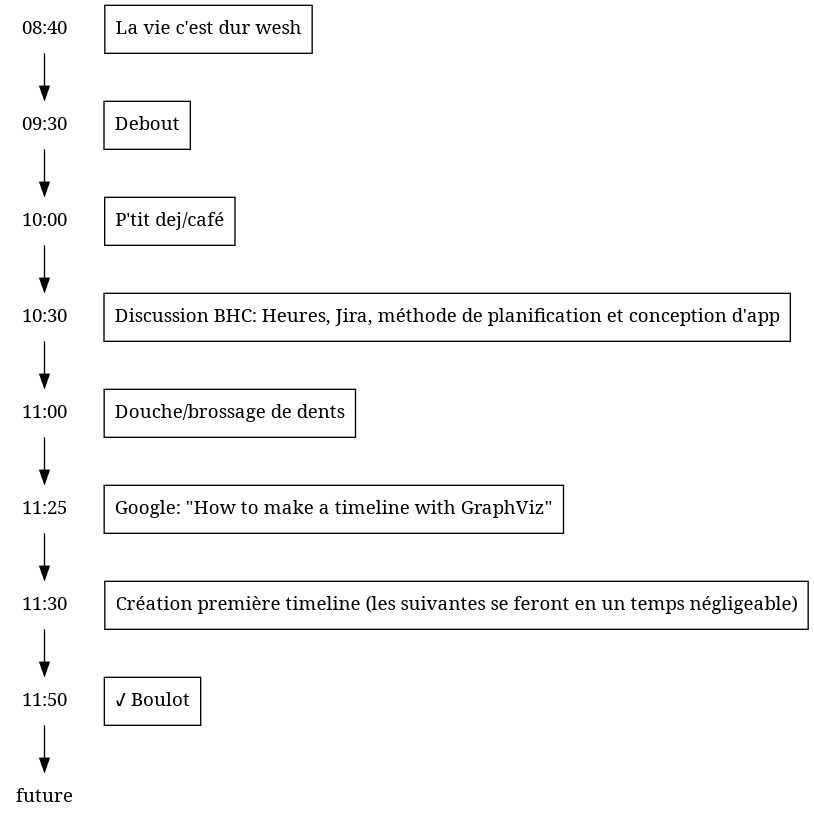 08:40 La vie c'est dur wesh
09:30 Debout
10:00 P'tit dej/café
10:30 Discussion BHC: Heures, Jira, méthode de planification et conception d'app
11:00 Douche/brossage de dents
11:25 Google: "How to make a timeline with GraphViz"
11:30 Création première timeline (les suivantes se feront en un temps négligeable)
11:50 ✓ Boulot
future